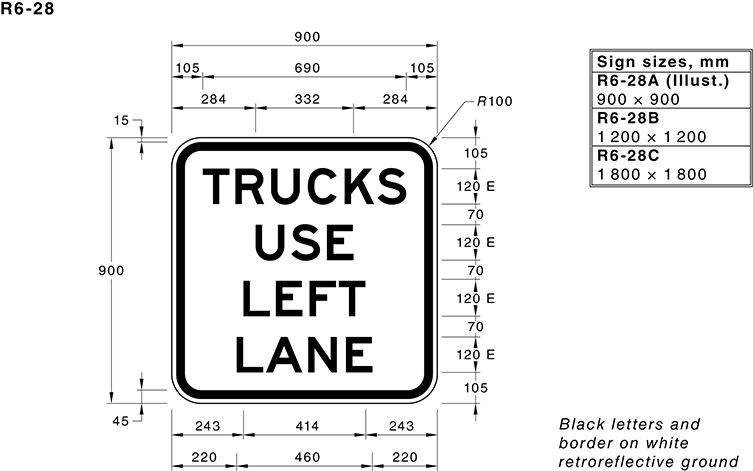 R6-28
900
105 690 105
284 332 284
R100
15
900
45
TRUCKS
USE
LEFT
LANE
105
120 E
70
120 E
70
120 E
70
120 E
105
243 414 243
220 460 220
Sign sizes, mm
R6-28A (Illust.)
900 × 900
R6-28B
1 200 × 1 200
R6-28C
1 800 × 1 800
Black letters and
border on white
retroreflective ground